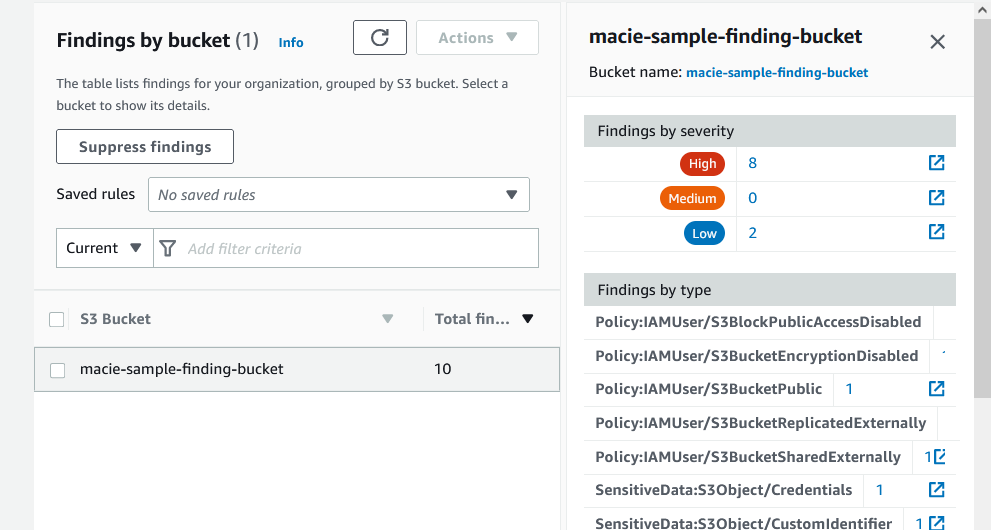 Findings by bucket (1) Info
Actions
The table lists findings for your organization, grouped by S3 bucket. Select a
bucket to show its details.
Suppress findings
Saved rules
No saved rules
Current
Add filter criteria
S3 Bucket
Total fin...
macie-sample-finding-bucket
10
macie-sample-finding-bucket
Bucket name: macie-sample-finding-bucket
Findings by severity
High 8
Medium 0
Low 2
Findings by type
Policy:IAMUser/S3BlockPublicAccessDisabled
Policy:IAMUser/S3BucketEncryptionDisabled
Policy:IAMUser/S3BucketPublic 1
Policy:IAMUser/S3BucketReplicatedExternally
Policy:IAMUser/S3BucketSharedExternally 1
SensitiveData:S3Object/Credentials 1
SensitiveData:S3Object/CustomIdentifier 1